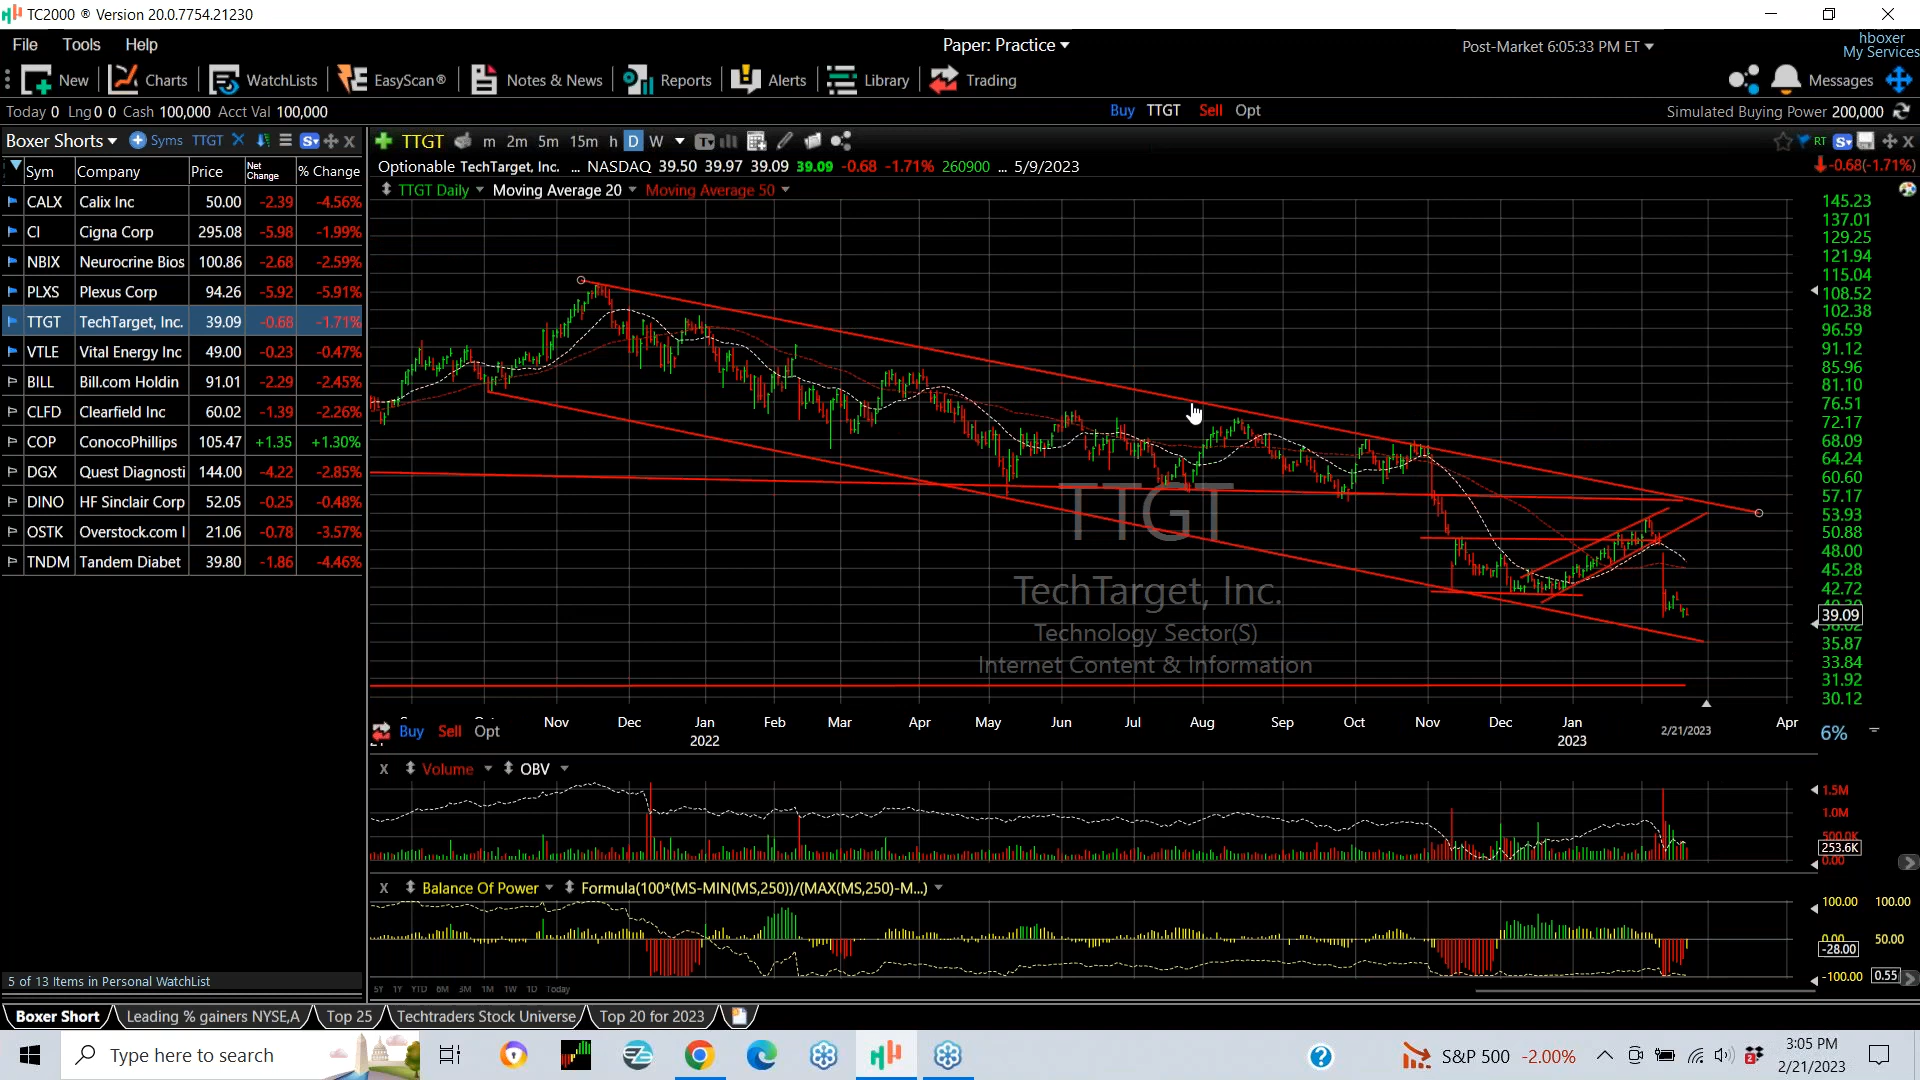 TC2000 ® Version 20.0.7754.21230
File Tools Help
Paper: Practice
Post-Market 6:05:33 PM ET
hboxer
My Services
New Charts WatchLists EasyScan® Notes & News Reports Alerts Library Trading Messages
Today 0 Lng 0 0 Cash 100,000 Acct Val 100,000
Buy TTGT Sell Opt
Simulated Buying Power 200,000
Boxer Shorts Syms TTGT
TTGT m 2m 5m 15m h D W
RT
Sym Company Price Net Change % Change
Optionable TechTarget, Inc. ... NASDAQ 39.50 39.97 39.09 39.09 -0.68 -1.71% 260900 ... 5/9/2023
-0.68(-1.71%)
TTGT Daily Moving Average 20 Moving Average 50
CALX Calix Inc 50.00 -2.39 -4.56%
CI Cigna Corp 295.08 -5.98 -1.99%
NBIX Neurocrine Bios 100.86 -2.68 -2.59%
PLXS Plexus Corp 94.26 -5.92 -5.91%
TTGT TechTarget, Inc. 39.09 -0.68 -1.71%
VTLE Vital Energy Inc 49.00 -0.23 -0.47%
BILL Bill.com Holdin 91.01 -2.29 -2.45%
CLFD Clearfield Inc 60.02 -1.39 -2.26%
COP ConocoPhillips 105.47 +1.35 +1.30%
DGX Quest Diagnosti 144.00 -4.22 -2.85%
DINO HF Sinclair Corp 52.05 -0.25 -0.48%
OSTK Overstock.com I 21.06 -0.78 -3.57%
TNDM Tandem Diabet 39.80 -1.86 -4.46%
145.23
137.01
129.25
121.94
115.04
108.52
102.38
96.59
91.12
85.96
81.10
76.51
72.17
68.09
64.24
60.60
57.17
53.93
50.88
48.00
45.28
42.72
39.09
35.87
33.84
31.92
30.12
TTGT
TechTarget, Inc.
Technology Sector(S)
Internet Content & Information
Nov Dec Jan Feb Mar Apr May Jun Jul Aug Sep Oct Nov Dec Jan Apr
2022 2023 2/21/2023
Buy Sell Opt
6%
X Volume OBV
1.5M
1.0M
500.0K
253.6K
0.00
X Balance Of Power Formula(100*(MS-MIN(MS,250))/(MAX(MS,250)-M...)
100.00 100.00
0.00 50.00
-28.00
-100.00 0.55
5Y 1Y YTD 6M 3M 1M 1W 1D Today
5 of 13 Items in Personal WatchList
Boxer Short Leading % gainers NYSE,A Top 25 Techtraders Stock Universe Top 20 for 2023
Type here to search
S&P 500 -2.00%
3:05 PM
2/21/2023